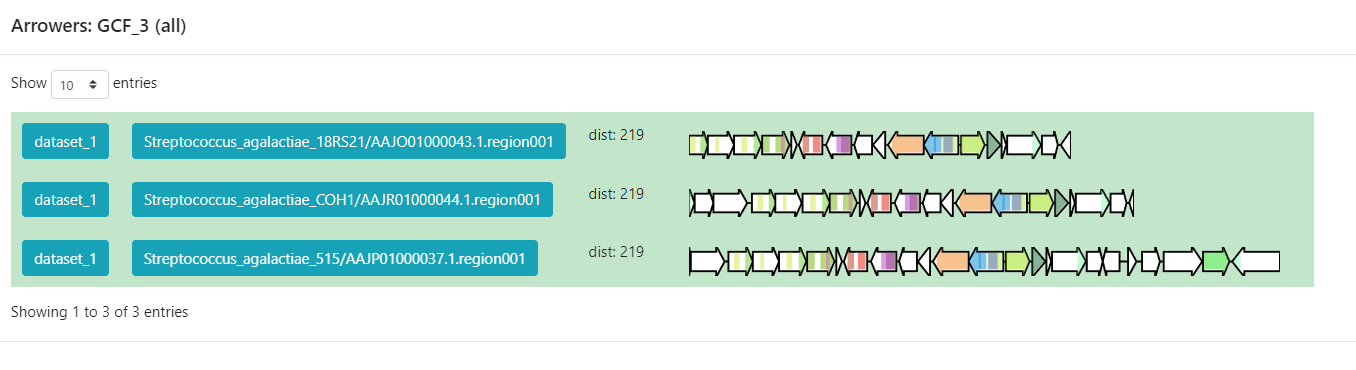 Arrowers: GCF_3 (all)
Show 10 entries
dataset_1 Streptococcus_agalactiae_18RS21/AAJO01000043.1.region001 dist: 219
dataset_1 Streptococcus_agalactiae_COH1/AAJR01000044.1.region001 dist: 219
dataset_1 Streptococcus_agalactiae_515/AAJP01000037.1.region001 dist: 219
Showing 1 to 3 of 3 entries